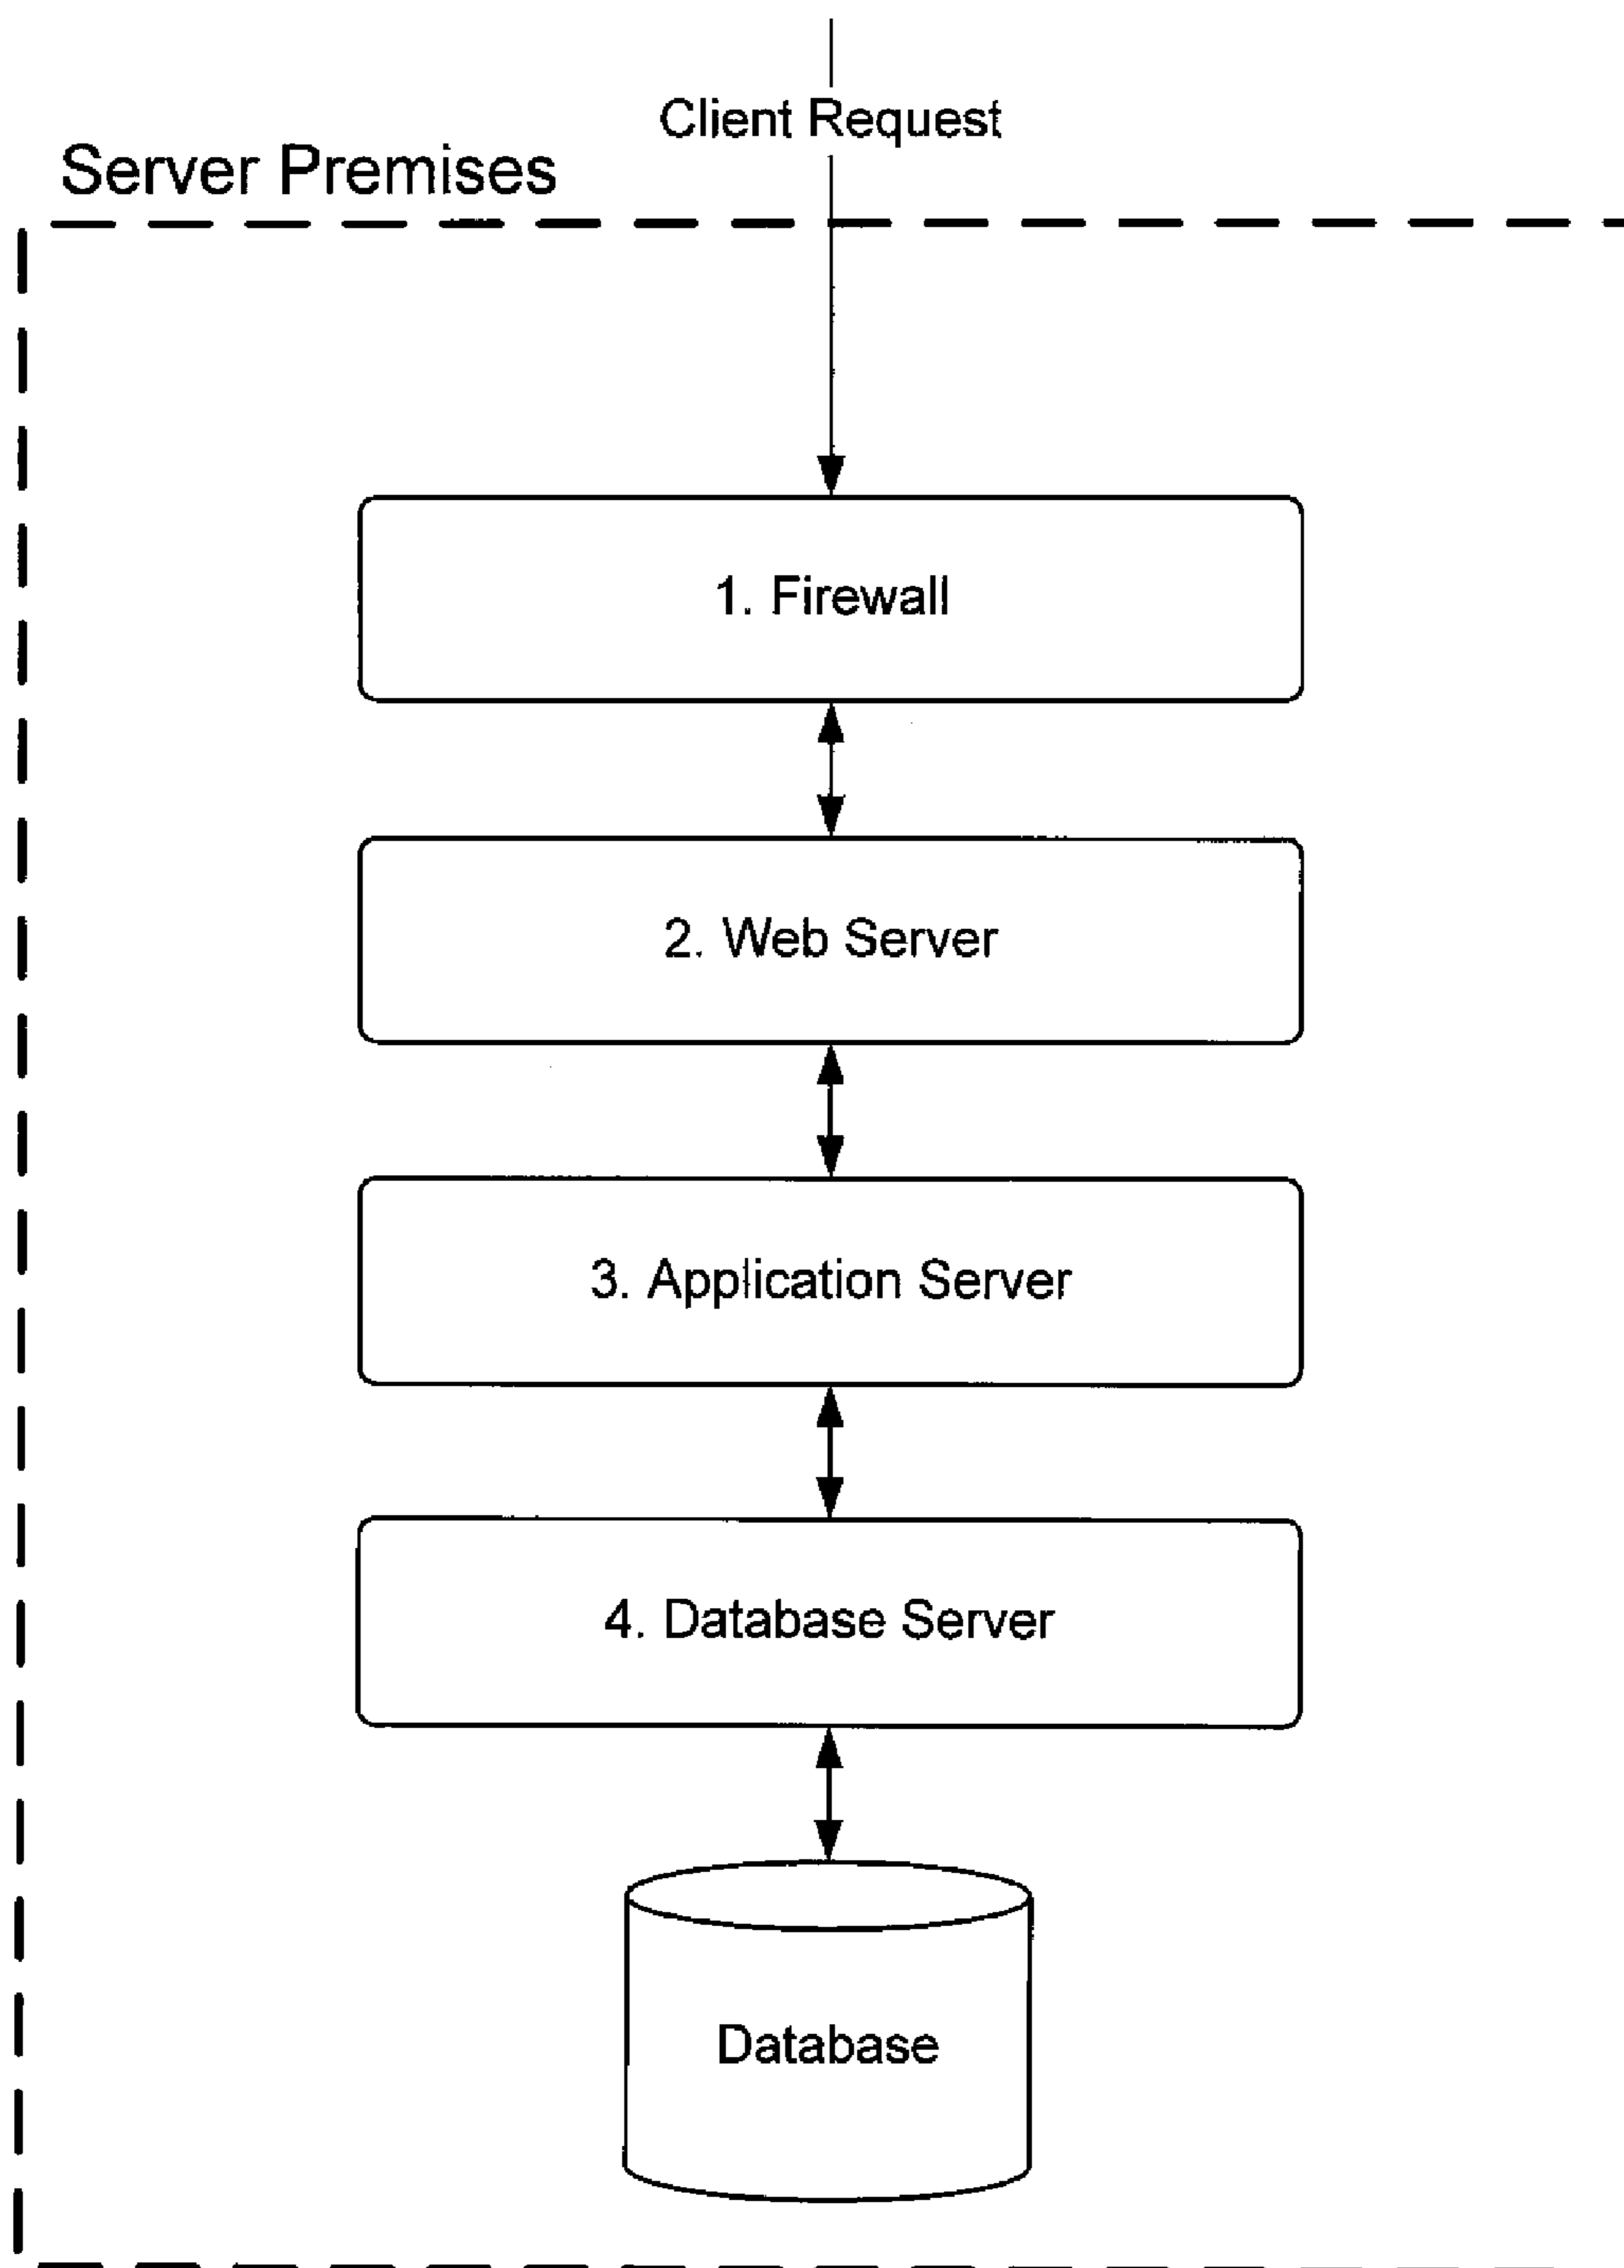 Client Request
Server Premises
1. Firewall
2. Web Server
3. Application Server
4. Database Server
Database